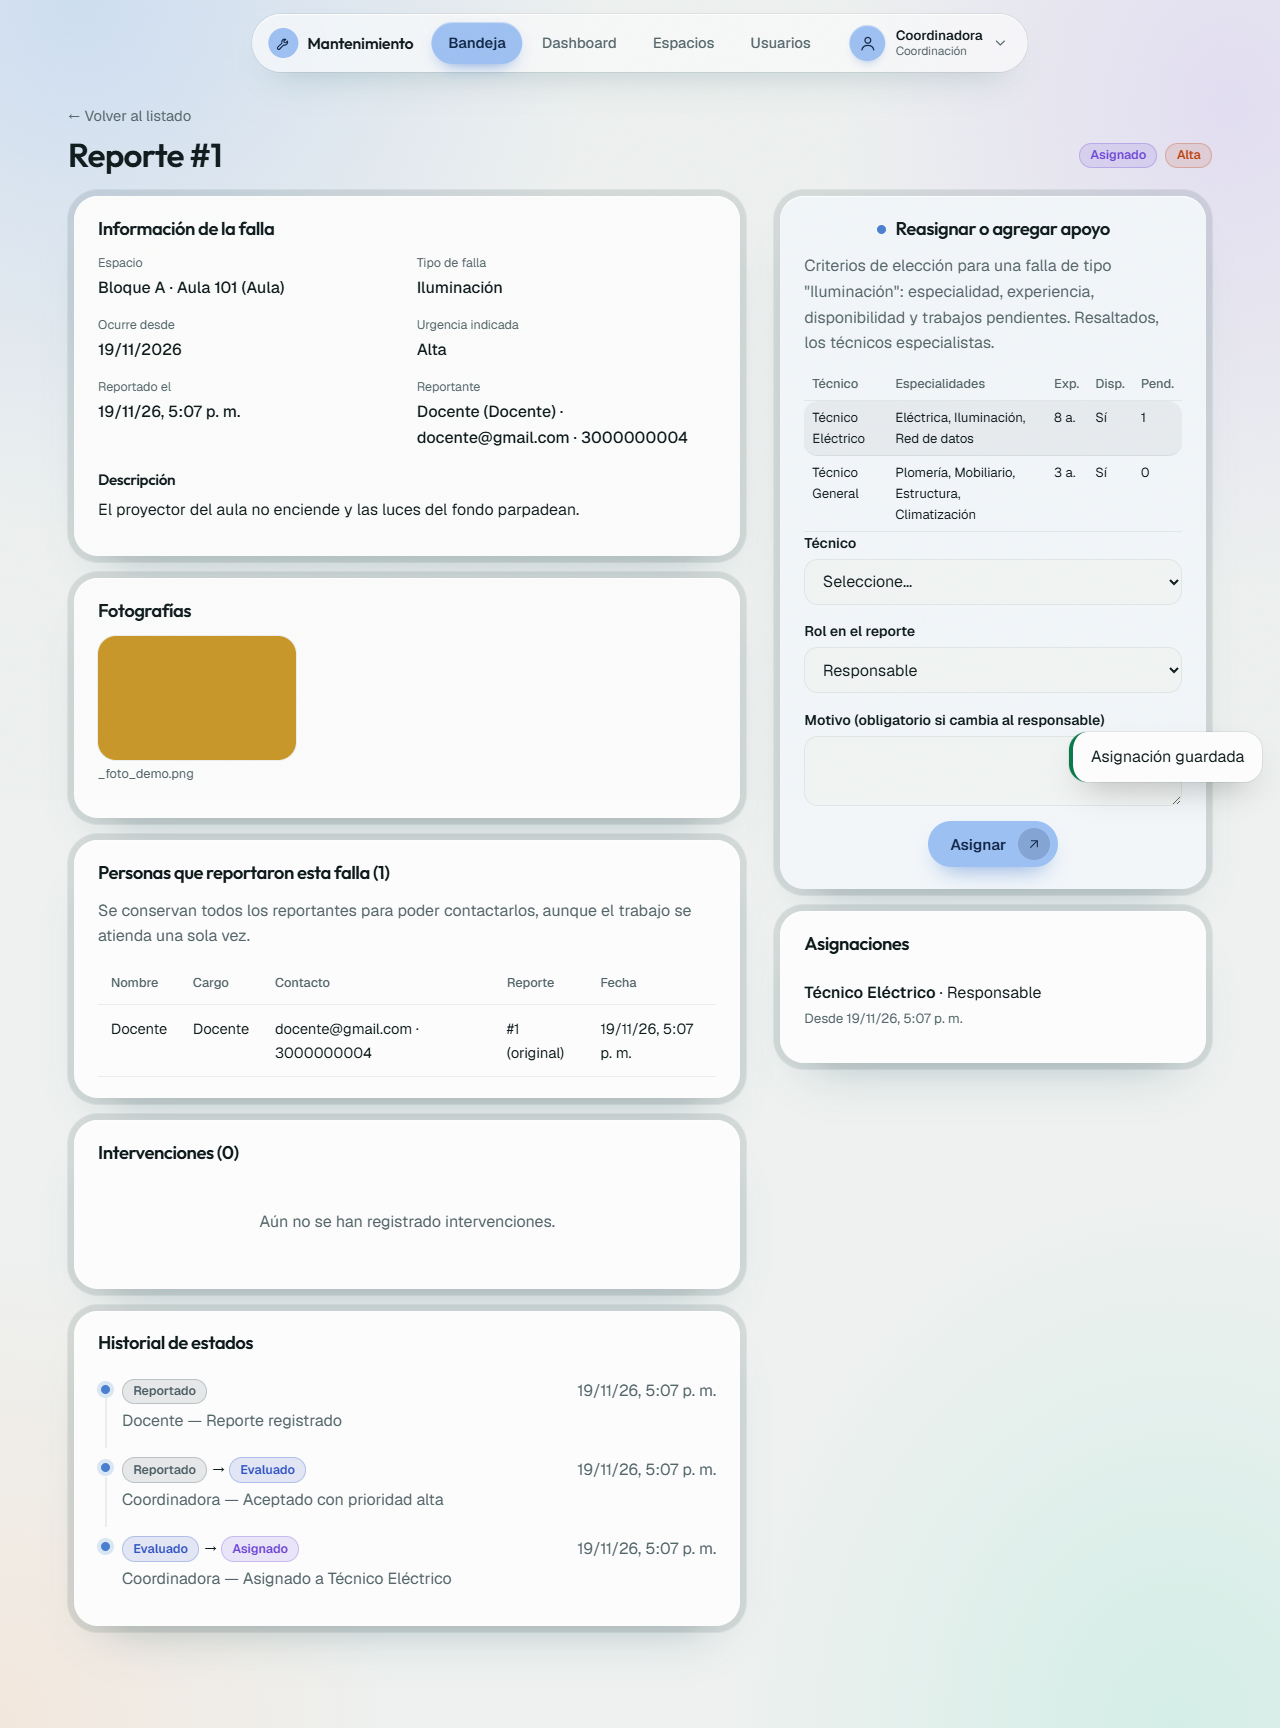 Mantenimiento
Bandeja
Dashboard
Espacios
Usuarios
Coordinadora
Coordinación
← Volver al listado
Reporte #1
Asignado
Alta
Información de la falla
Espacio
Bloque A · Aula 101 (Aula)
Tipo de falla
Iluminación
Ocurre desde
19/11/2026
Urgencia indicada
Alta
Reportado el
19/11/26, 5:07 p. m.
Reportante
Docente (Docente) ·
docente@gmail.com · 3000000004
Descripción
El proyector del aula no enciende y las luces del fondo parpadean.
Fotografías
_foto_demo.png
Personas que reportaron esta falla (1)
Se conservan todos los reportantes para poder contactarlos, aunque el trabajo se
atienda una sola vez.
Nombre Cargo Contacto Reporte Fecha
Docente Docente docente@gmail.com · #1 19/11/26, 5:07
3000000004 (original) p. m.
Intervenciones (0)
Aún no se han registrado intervenciones.
Historial de estados
Reportado 19/11/26, 5:07 p. m.
Docente — Reporte registrado
Reportado → Evaluado 19/11/26, 5:07 p. m.
Coordinadora — Aceptado con prioridad alta
Evaluado → Asignado 19/11/26, 5:07 p. m.
Coordinadora — Asignado a Técnico Eléctrico
Reasignar o agregar apoyo
Criterios de elección para una falla de tipo
"Iluminación": especialidad, experiencia,
disponibilidad y trabajos pendientes. Resaltados,
los técnicos especialistas.
Técnico Especialidades Exp. Disp. Pend.
Técnico Eléctrica, Iluminación, 8 a. Sí 1
Eléctrico Red de datos
Técnico Plomería, Mobiliario, 3 a. Sí 0
General Estructura,
Climatización
Técnico
Seleccione...
Rol en el reporte
Responsable
Motivo (obligatorio si cambia al responsable)
Asignación guardada
Asignar
Asignaciones
Técnico Eléctrico · Responsable
Desde 19/11/26, 5:07 p. m.